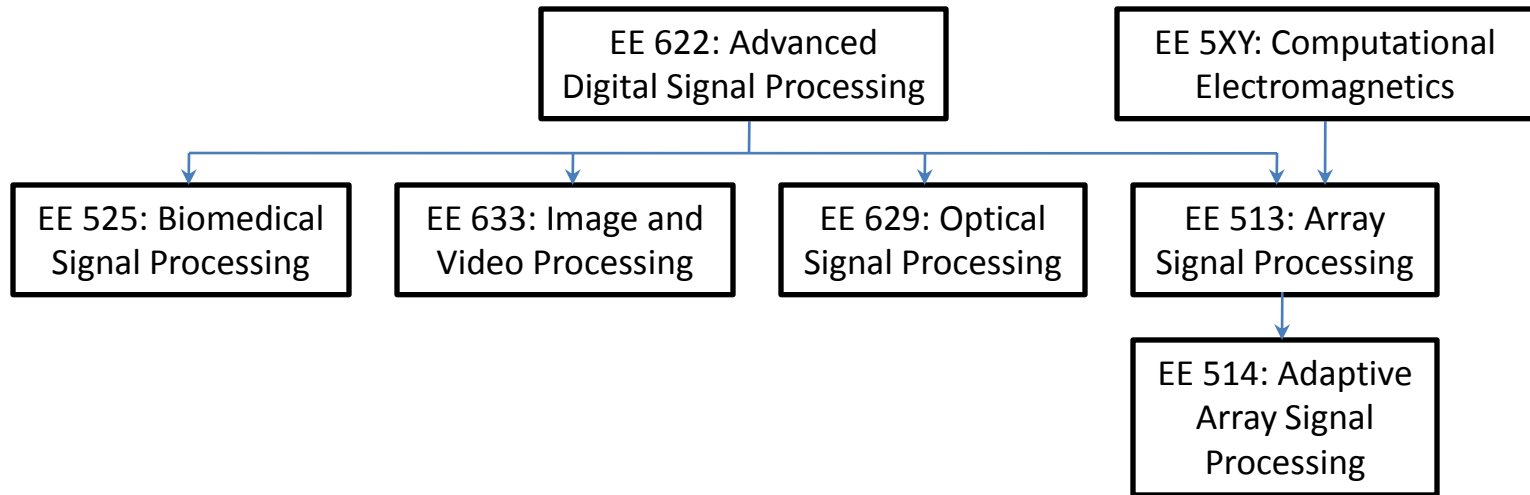 EE 622: Advanced
Digital Signal Processing
EE 5XY: Computational
Electromagnetics
EE 525: Biomedical
Signal Processing
EE 633: Image and
Video Processing
EE 629: Optical
Signal Processing
EE 513: Array
Signal Processing
EE 514: Adaptive
Array Signal
Processing